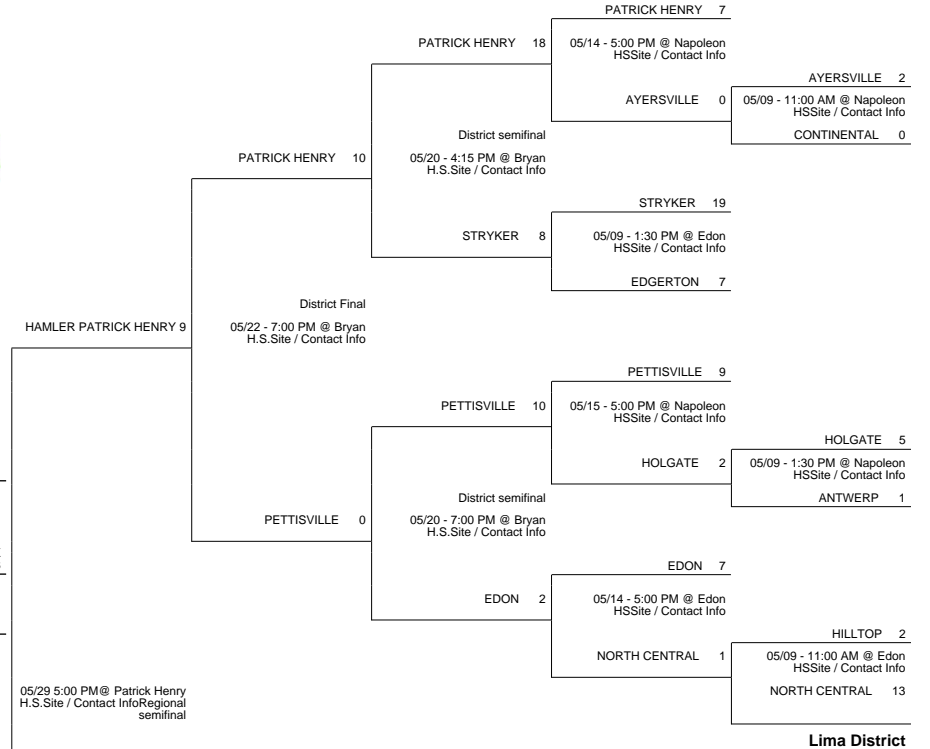 PATRICK HENRY 7
PATRICK HENRY 18
05/14 - 5:00 PM @ Napoleon
HSSite / Contact Info
AYERSVILLE 2
AYERSVILLE 0
05/09 - 11:00 AM @ Napoleon
HSSite / Contact Info
CONTINENTAL 0
District semifinal
PATRICK HENRY 10
05/20 - 4:15 PM @ Bryan
H.S.Site / Contact Info
STRYKER 19
STRYKER 8
05/09 - 1:30 PM @ Edon
HSSite / Contact Info
EDGERTON 7
District Final
HAMLER PATRICK HENRY 9
05/22 - 7:00 PM @ Bryan
H.S.Site / Contact Info
PETTISVILLE 9
PETTISVILLE 10
05/15 - 5:00 PM @ Napoleon
HSSite / Contact Info
HOLGATE 5
HOLGATE 2
05/09 - 1:30 PM @ Napoleon
HSSite / Contact Info
ANTWERP 1
District semifinal
PETTISVILLE 0
05/20 - 7:00 PM @ Bryan
H.S.Site / Contact Info
EDON 7
EDON 2
05/14 - 5:00 PM @ Edon
HSSite / Contact Info
HILLTOP 2
NORTH CENTRAL 1
05/09 - 11:00 AM @ Edon
HSSite / Contact Info
NORTH CENTRAL 13
05/29 5:00 PM@ Patrick Henry
H.S.Site / Contact InfoRegional
semifinal
Lima District